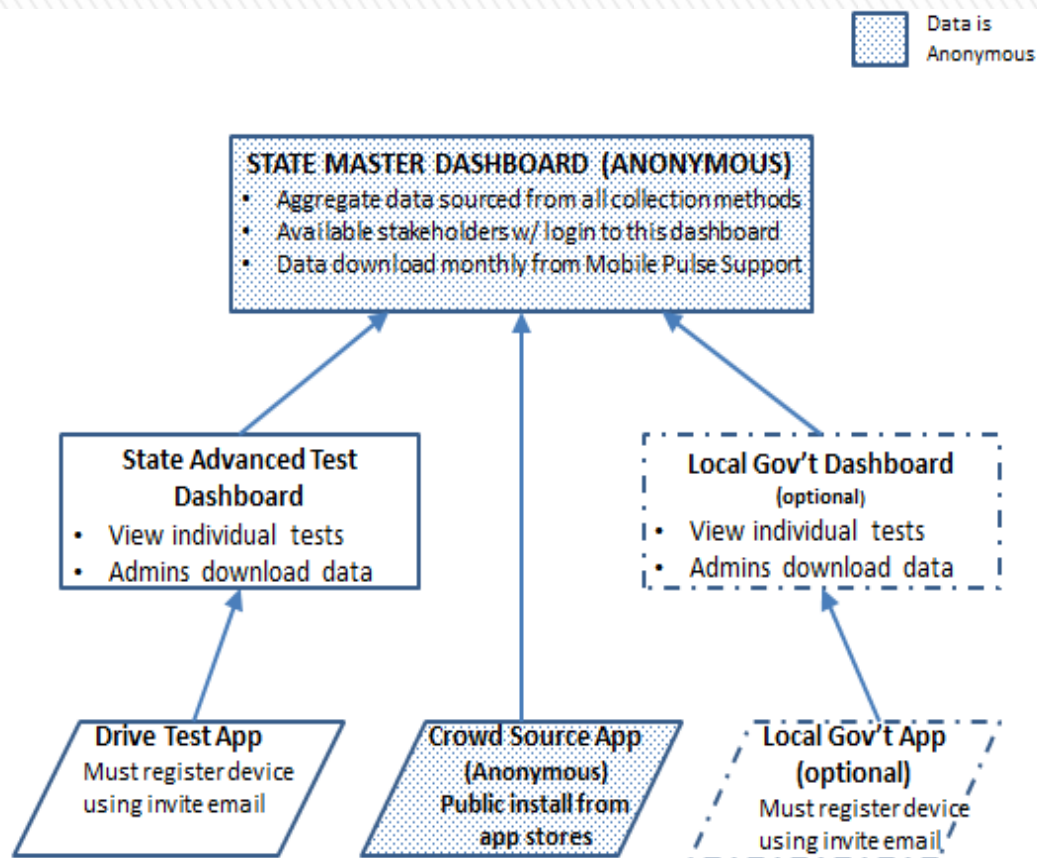 Data is
Anonymous
STATE MASTER DASHBOARD (ANONYMOUS)
• Aggregate data sourced from all collection methods
• Available stakeholders w/ login to this dashboard
• Data download monthly from Mobile Pulse Support
State Advanced Test
Dashboard
• View individual tests
• Admins download data
Local Gov't Dashboard
(optional)
• View individual tests
• Admins download data
Drive Test App
Must register device
using invite email
Crowd Source App
(Anonymous)
Public install from
app stores
Local Gov't App
(optional)
Must register device
using invite email